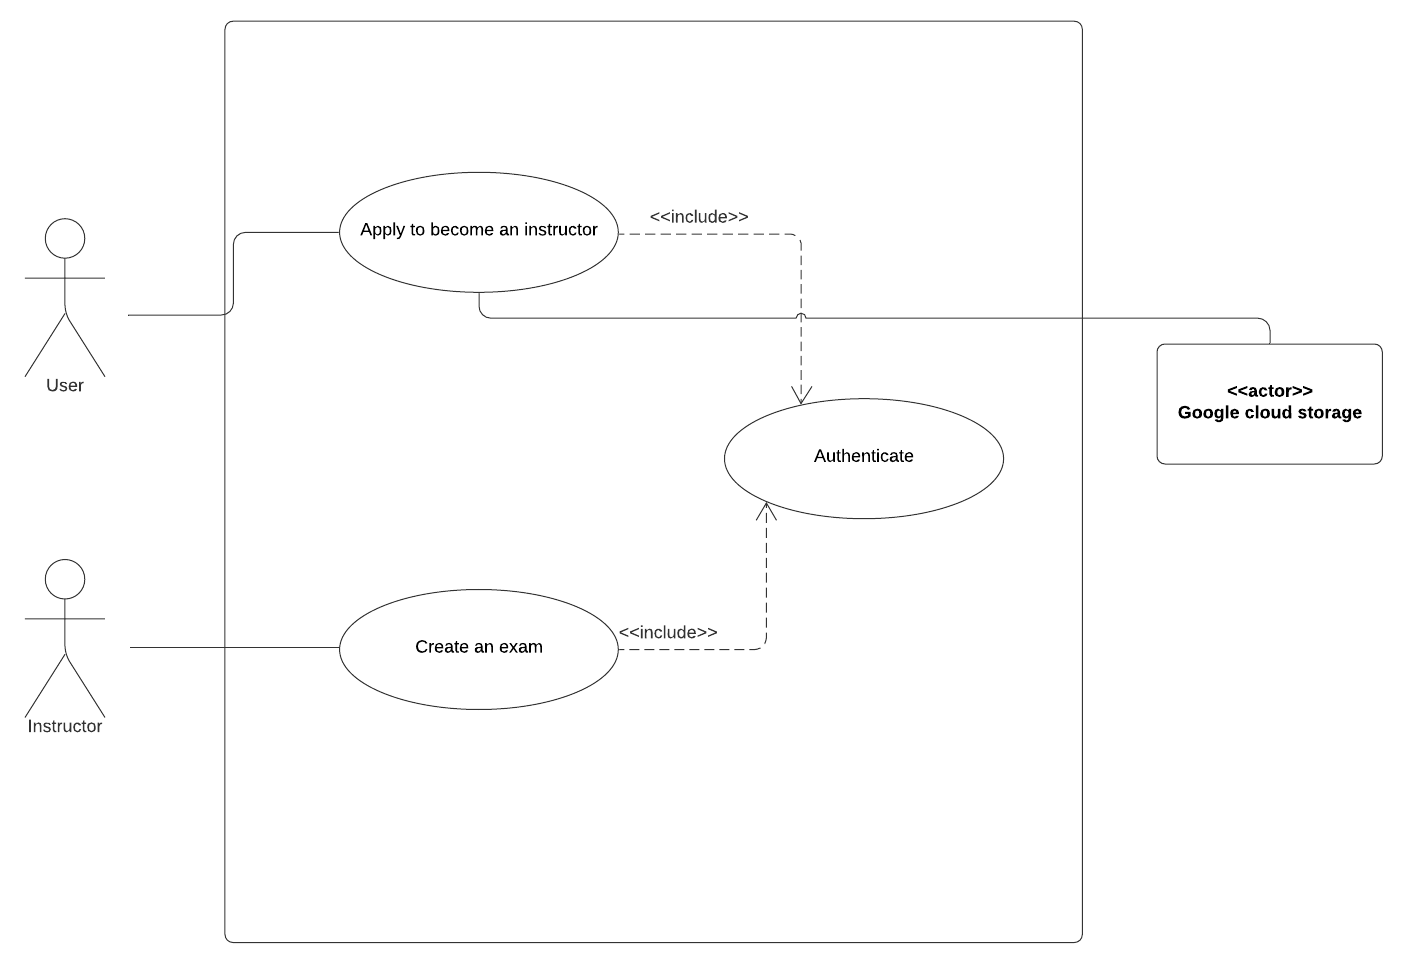 Apply to become an instructor
<<include>>
User
<<actor>>
Google cloud storage
Authenticate
Create an exam
<<include>>
Instructor